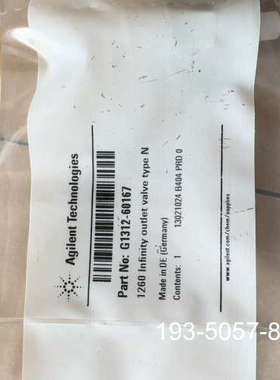 Agilent Technologies
Part No: G1312-60167
1260 Infinity outlet valve type N
Made in DE (Germany)
13021024 B404 PRD 0
Contents: 1
www.agilent.com/chem/supplies
193-5057-8